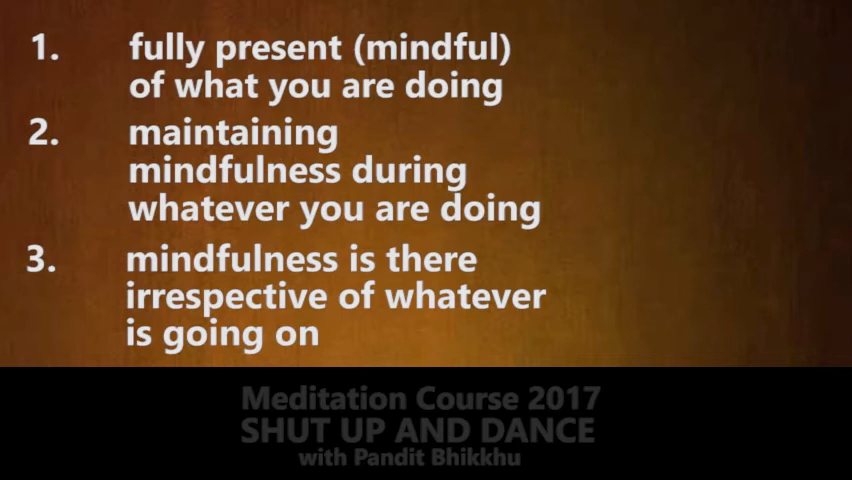 1. fully present (mindful)
of what you are doing
2. maintaining
mindfulness during
whatever you are doing
3. mindfulness is there
irrespective of whatever
is going on
Meditation Course 2017
SHUT UP AND DANCE
with Pandit Bhikkhu